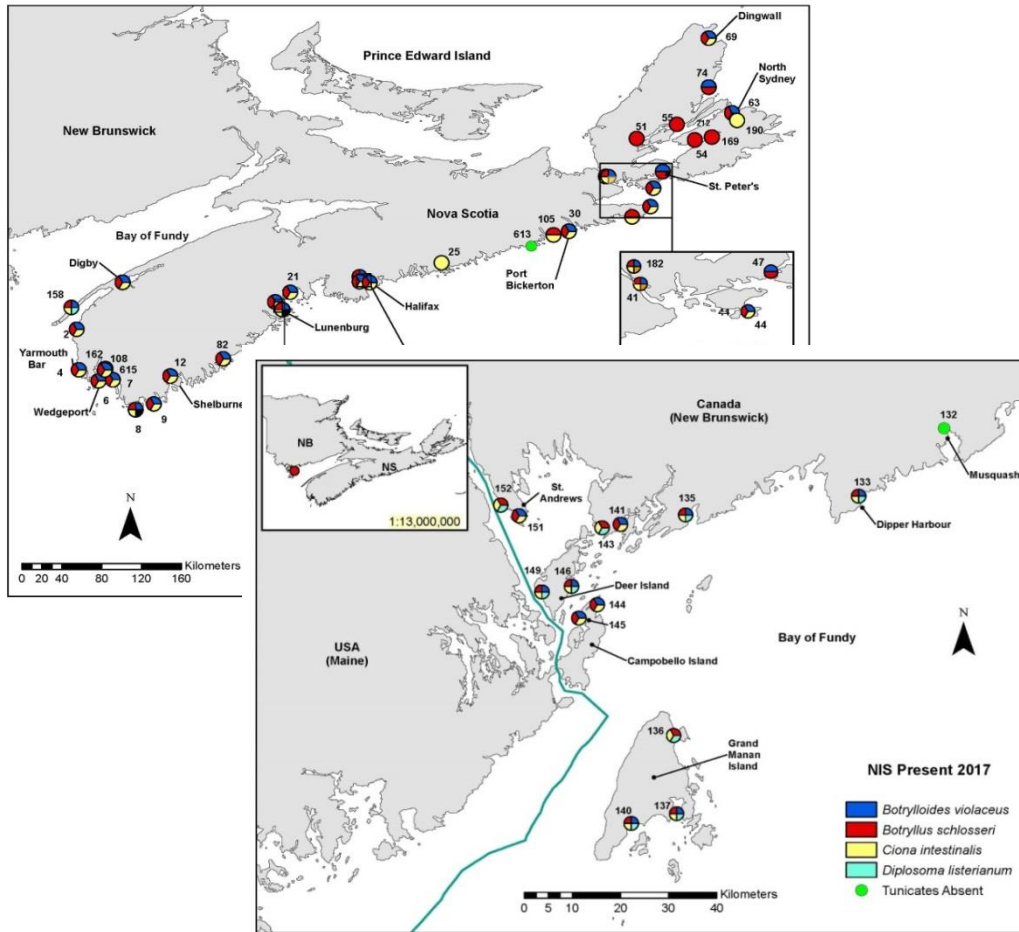 Dingwall
69
Prince Edward Island
74
North
Sydney
63
New Brunswick
55
212
51
190
169
54
St. Peter's
Nova Scotia
30
105
Bay of Fundy
613
25
Port
Bickerton
Digby
21
182
47
158
Halifax
41
Lunenburg
44
44
2
82
Yarmouth
Bar
162
108
12
4
615
7
Wedgeport
6
Shelburne
9
8
N
Kilometers
0 20 40 80 120 160
Canada
(New Brunswick)
132
NB
Musquash
NS
St.
Andrews
152
133
135
141
1:13,000,000
151
Dipper Harbour
143
149
146
Deer Island
144
145
N
USA
(Maine)
Bay of Fundy
Campobello Island
136
Grand
Manan
Island
NIS Present 2017
Botrylloides violaceus
140
137
Botryllus schlosseri
Ciona intestinalis
Diplosoma listerianum
Kilometers
Tunicates Absent
0 5 10 20 30 40